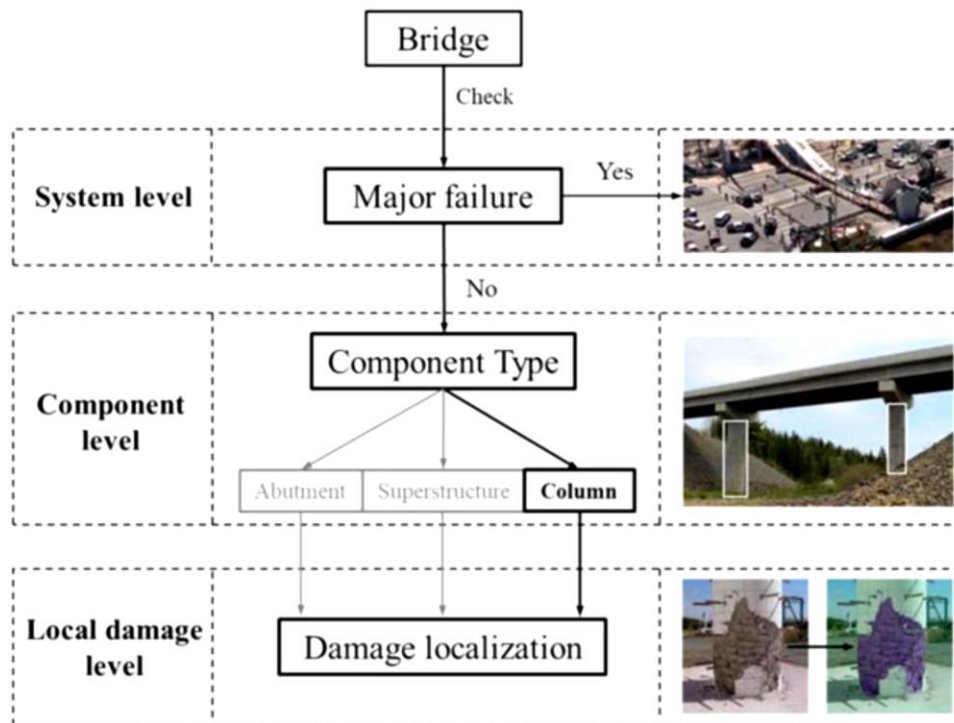 Bridge
Check
System level
Major failure
Yes
No
Component
level
Component Type
Abutment
Superstructure
Column
Local damage
level
Damage localization